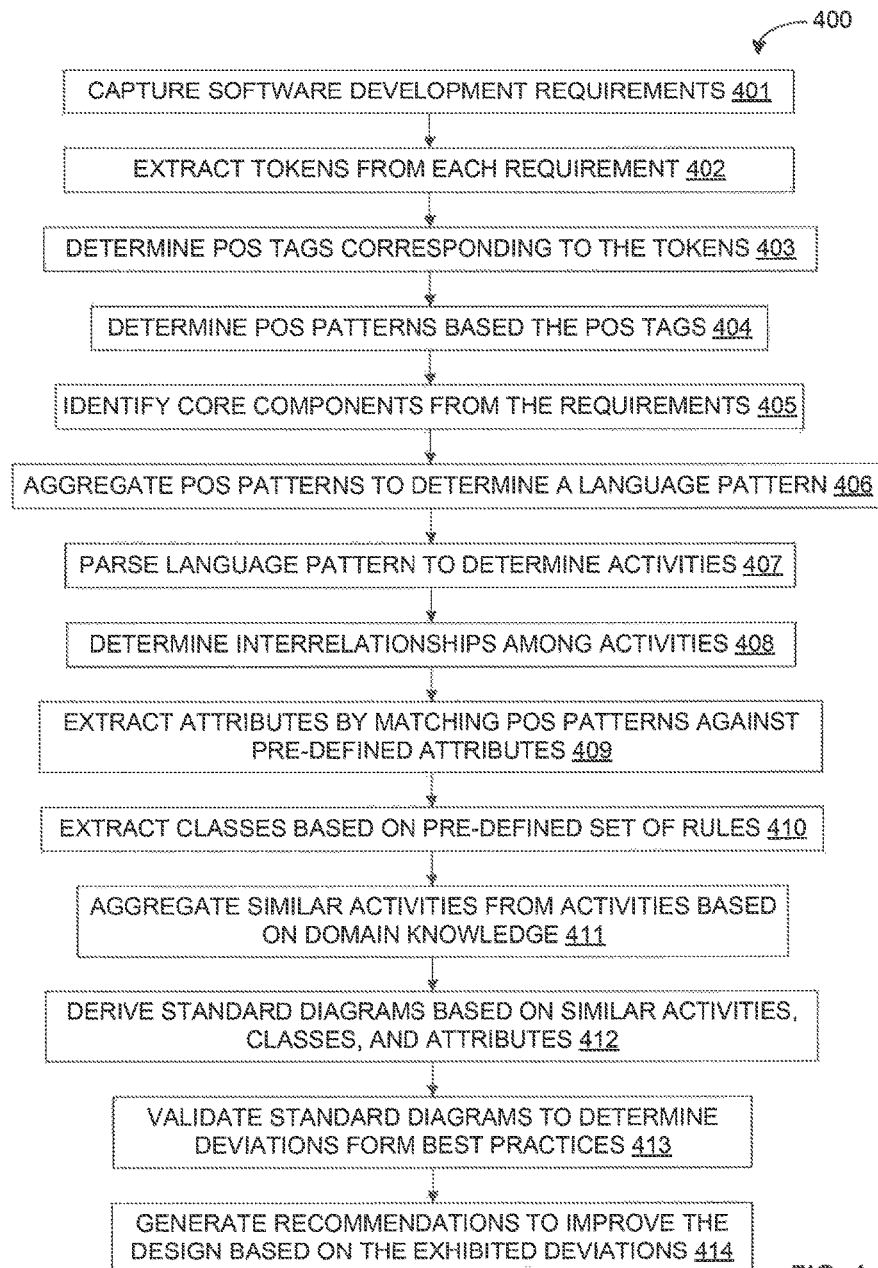 400
CAPTURE SOFTWARE DEVELOPMENT REQUIREMENTS 401
EXTRACT TOKENS FROM EACH REQUIREMENT 402
DETERMINE POS TAGS CORRESPONDING TO THE TOKENS 403
DETERMINE POS PATTERNS BASED THE POS TAGS 404
IDENTIFY CORE COMPONENTS FROM THE REQUIREMENTS 405
AGGREGATE POS PATTERNS TO DETERMINE A LANGUAGE PATTERN 406
PARSE LANGUAGE PATTERN TO DETERMINE ACTIVITIES 407
DETERMINE INTERRELATIONSHIPS AMONG ACTIVITIES 408
EXTRACT ATTRIBUTES BY MATCHING POS PATTERNS AGAINST
PRE-DEFINED ATTRIBUTES 409
EXTRACT CLASSES BASED ON PRE-DEFINED SET OF RULES 410
AGGREGATE SIMILAR ACTIVITIES FROM ACTIVITIES BASED
ON DOMAIN KNOWLEDGE 411
DERIVE STANDARD DIAGRAMS BASED ON SIMILAR ACTIVITIES,
CLASSES, AND ATTRIBUTES 412
VALIDATE STANDARD DIAGRAMS TO DETERMINE
DEVIATIONS FORM BEST PRACTICES 413
GENERATE RECOMMENDATIONS TO IMPROVE THE
DESIGN BASED ON THE EXHIBITED DEVIATIONS 414